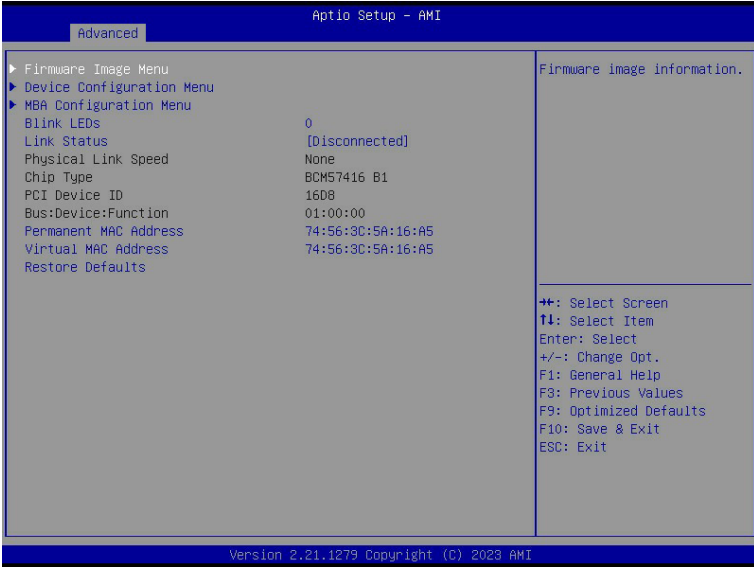 Aptio Setup – AMI
Advanced
Firmware Image Menu
Device Configuration Menu
MBA Configuration Menu
Blink LEDs 0
Link Status [Disconnected]
Physical Link Speed None
Chip Type BCM57416 B1
PCI Device ID 16D8
Bus:Device:Function 01:00:00
Permanent MAC Address 74:56:3C:5A:16:A5
Virtual MAC Address 74:56:3C:5A:16:A5
Restore Defaults
Firmware image information.
→←: Select Screen
↑↓: Select Item
Enter: Select
+/-: Change Opt.
F1: General Help
F3: Previous Values
F9: Optimized Defaults
F10: Save & Exit
ESC: Exit
Version 2.21.1279 Copyright (C) 2023 AMI